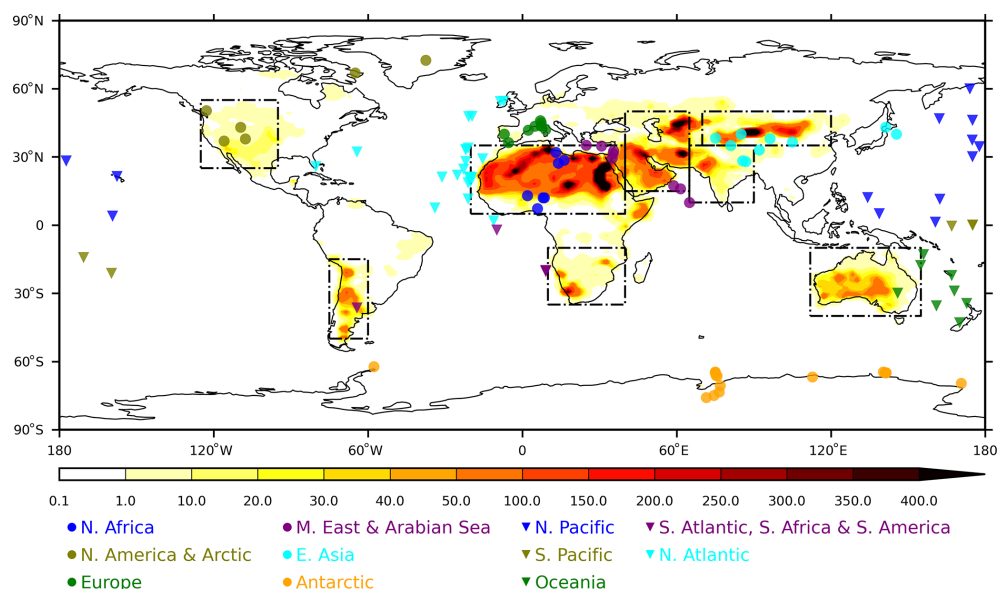 90°N
60°N
30°N
0
30°S
60°S
90°S
180 120°W 60°W 0 60°E 120°E 180
0.1 1.0 10.0 20.0 30.0 40.0 50.0 100.0 150.0 200.0 250.0 300.0 350.0 400.0
N. Africa M. East & Arabian Sea N. Pacific S. Atlantic, S. Africa & S. America
N. America & Arctic E. Asia S. Pacific N. Atlantic
Europe Antarctic Oceania